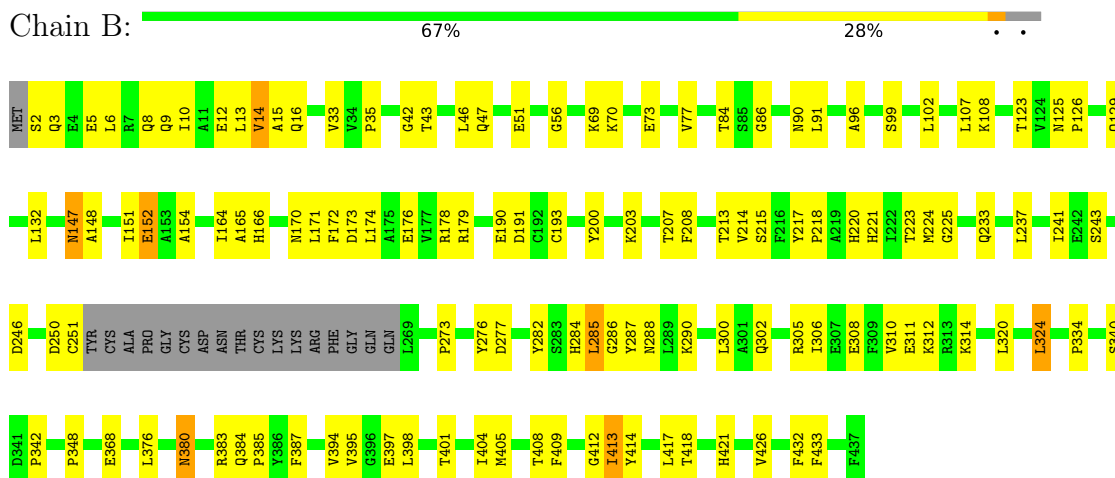 Chain B:
67% 28% • •
MET S2 Q3 E4 E5 L6 R7 Q8 Q9 I10 A11 E12 L13 V14 A15 Q16 V33 V34 P35 G42 T43 L46 Q47 E51 G56 K69 K70 E73 V77 T84 S85 G86 N90 L91 A96 S99 L102 L107 K108 T123 V124 N125 P126
L132 N147 A148 I151 E152 A153 A154 I164 A165 H166 N170 L171 F172 D173 L174 A175 E176 V177 R178 R179 E190 D191 C192 C193 Y200 K203 T207 F208 T213 V214 S215 F216 Y217 P218 A219 H220 H221 I222 T223 M224 G225 Q233 L237 I241 E242 S243
D246 D250 C251 TYR CYS ALA PRO GLY CYS ASP ASN THR CYS LYS LYS ARG PHE GLY GLN GLN L269 P273 Y276 D277 Y282 S283 H284 L285 G286 Y287 N288 L289 K290 L300 A301 Q302 R305 I306 E307 E308 F309 V310 E311 K312 R313 K314 L320 L324 P334
D341 P342 P348 E368 L376 N380 R383 Q384 P385 Y386 F387 V394 V395 G396 E397 L398 T401 I404 M405 T408 F409 G412 I413 Y414 L417 T418 H421 V426 F432 F433 F437